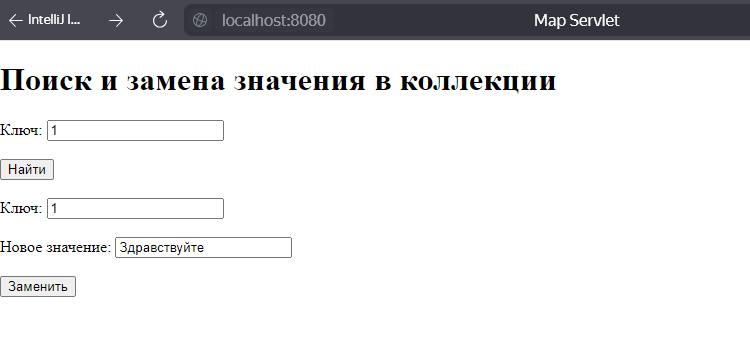 IntelliJ I... localhost:8080 Map Servlet
Поиск и замена значения в коллекции
Ключ: 1
Найти
Ключ: 1
Новое значение: Здравствуйте
Заменить